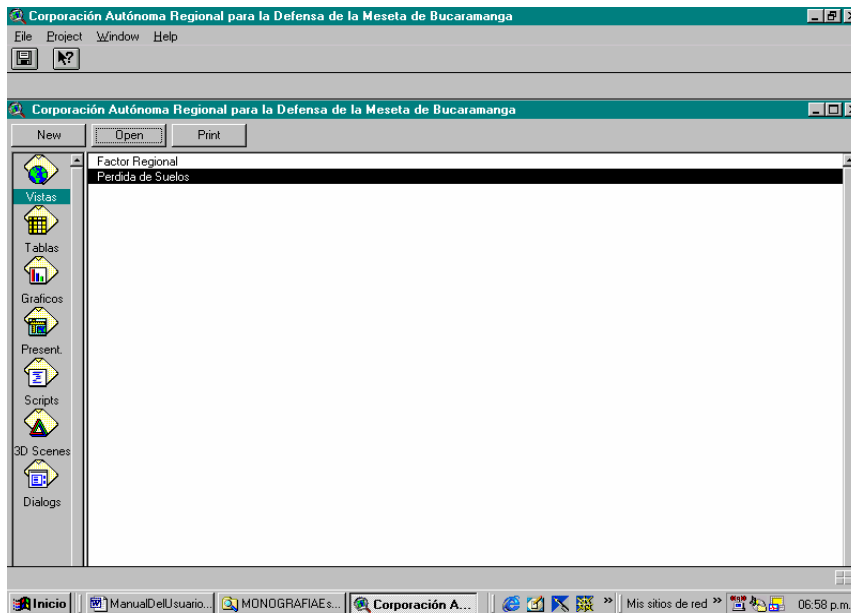 Corporación Autónoma Regional para la Defensa de la Meseta de Bucaramanga
File Project Window Help
Corporación Autónoma Regional para la Defensa de la Meseta de Bucaramanga
New Open Print
Factor Regional
Perdida de Suelos
Vistas
Tablas
Graficos
Present.
Scripts
3D Scenes
Dialogs
Inicio ManualDelUsuario... MONOGRAFIAEs... Corporación A... » Mis sitios de red » 06:58 p.m.